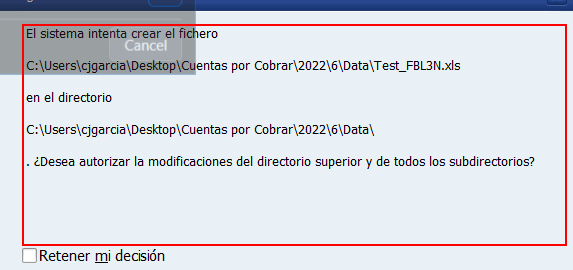 El sistema intenta crear el fichero
Cancel
C:\Users\cjgarcia\Desktop\Cuentas por Cobrar\2022\6\Data\Test_FBL3N.xls
en el directorio
C:\Users\cjgarcia\Desktop\Cuentas por Cobrar\2022\6\Data\
. ¿Desea autorizar la modificaciones del directorio superior y de todos los subdirectorios?
Retener mi decisión